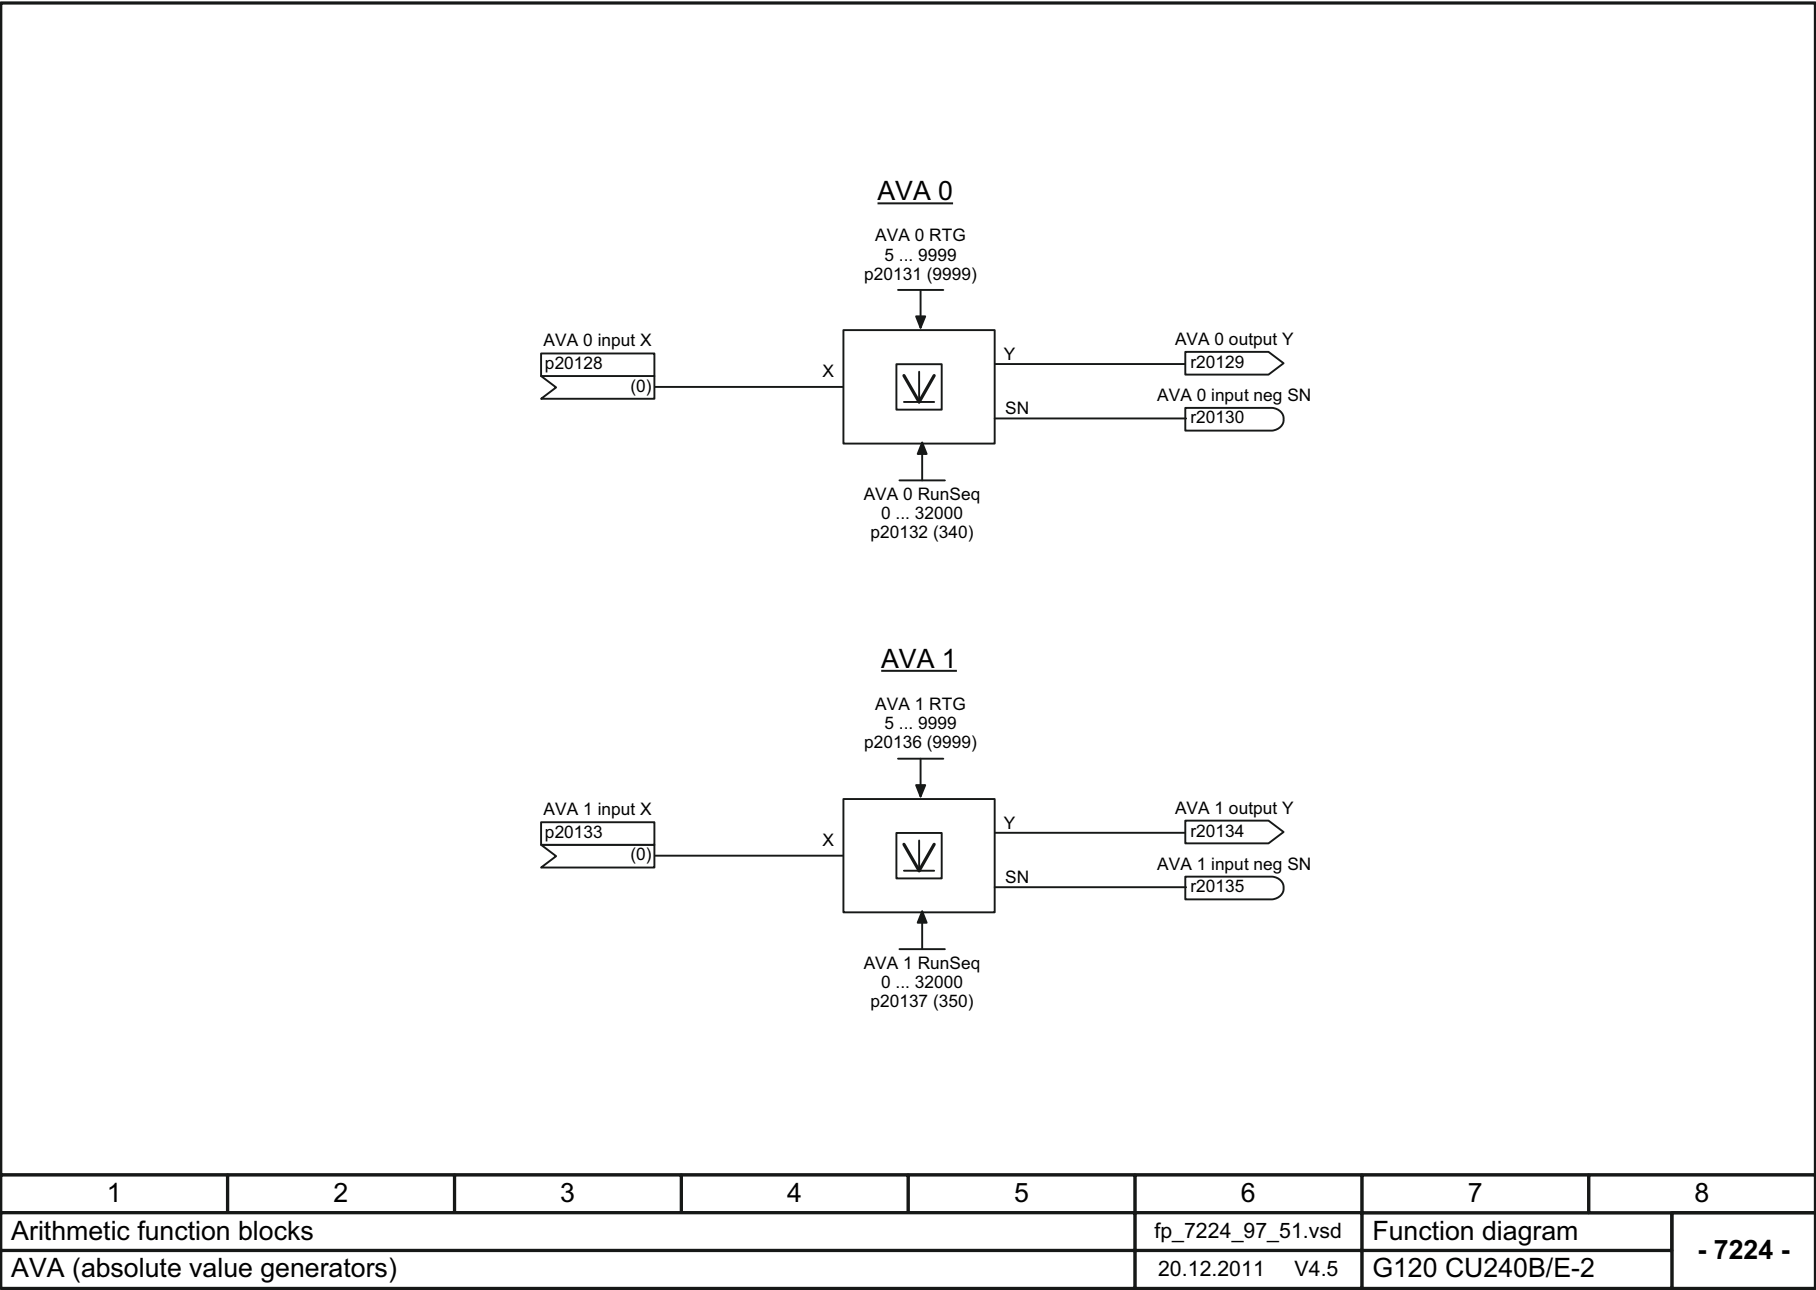 AVA 0
AVA 0 RTG
5 ... 9999
p20131 (9999)
AVA 0 input X
p20128
(0)
X
Y
SN
AVA 0 output Y
r20129
AVA 0 input neg SN
r20130
AVA 0 RunSeq
0 ... 32000
p20132 (340)
AVA 1
AVA 1 RTG
5 ... 9999
p20136 (9999)
AVA 1 input X
p20133
(0)
X
Y
SN
AVA 1 output Y
r20134
AVA 1 input neg SN
r20135
AVA 1 RunSeq
0 ... 32000
p20137 (350)
1 2 3 4 5 6 7 8
Arithmetic function blocks
fp_7224_97_51.vsd
Function diagram
- 7224 -
AVA (absolute value generators)
20.12.2011 V4.5
G120 CU240B/E-2